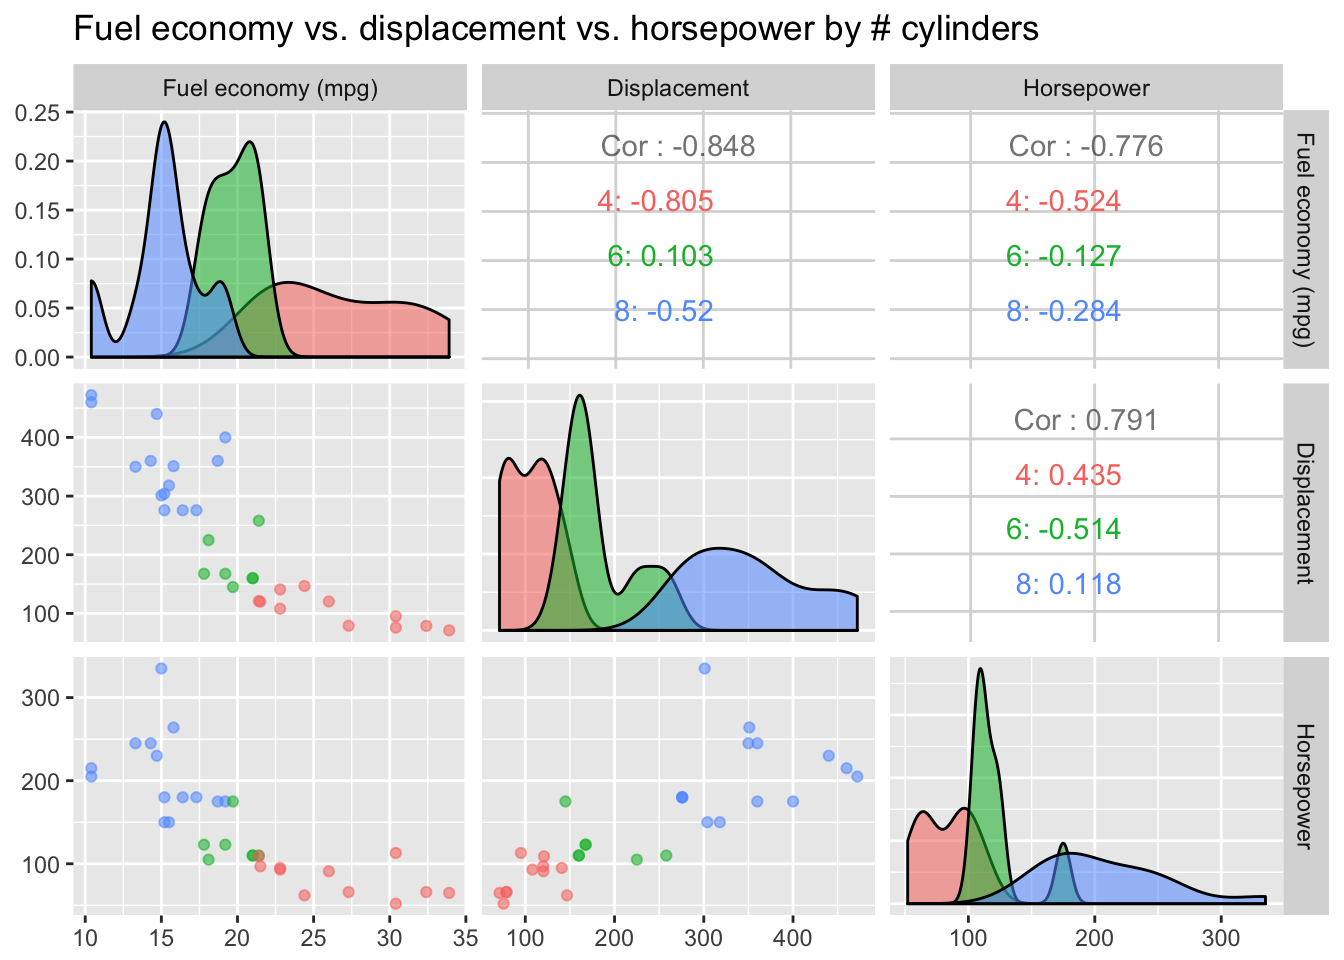 Fuel economy vs. displacement vs. horsepower by # cylinders
Fuel economy (mpg)
Displacement
Horsepower
0.25
0.20
0.15
0.10
0.05
0.00
Cor : -0.848
4: -0.805
6: 0.103
8: -0.52
Cor : -0.776
4: -0.524
6: -0.127
8: -0.284
Fuel economy (mpg)
400
300
200
100
Cor : 0.791
4: 0.435
6: -0.514
8: 0.118
Displacement
300
200
100
Horsepower
10 15 20 25 30 35
100 200 300 400
100 200 300